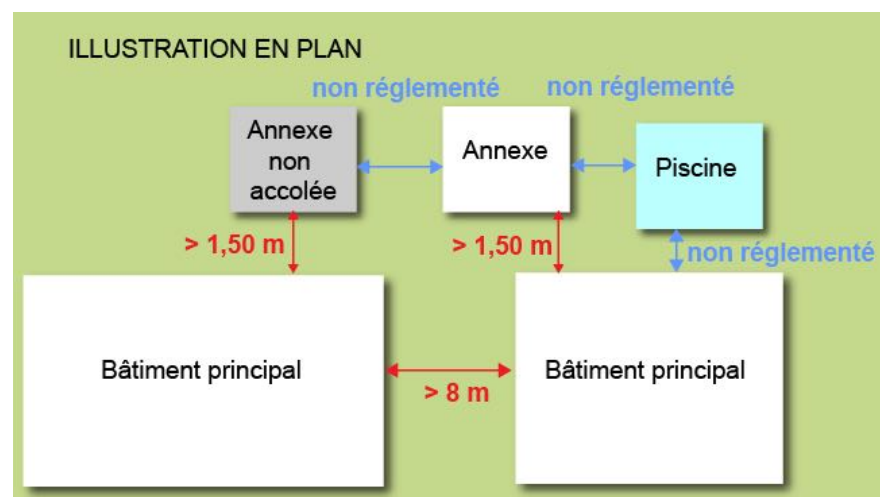 ILLUSTRATION EN PLAN
non réglementé
non réglementé
Annexe
non
accolée
Annexe
Piscine
> 1,50 m
> 1,50 m
non réglementé
Bâtiment principal
Bâtiment principal
> 8 m